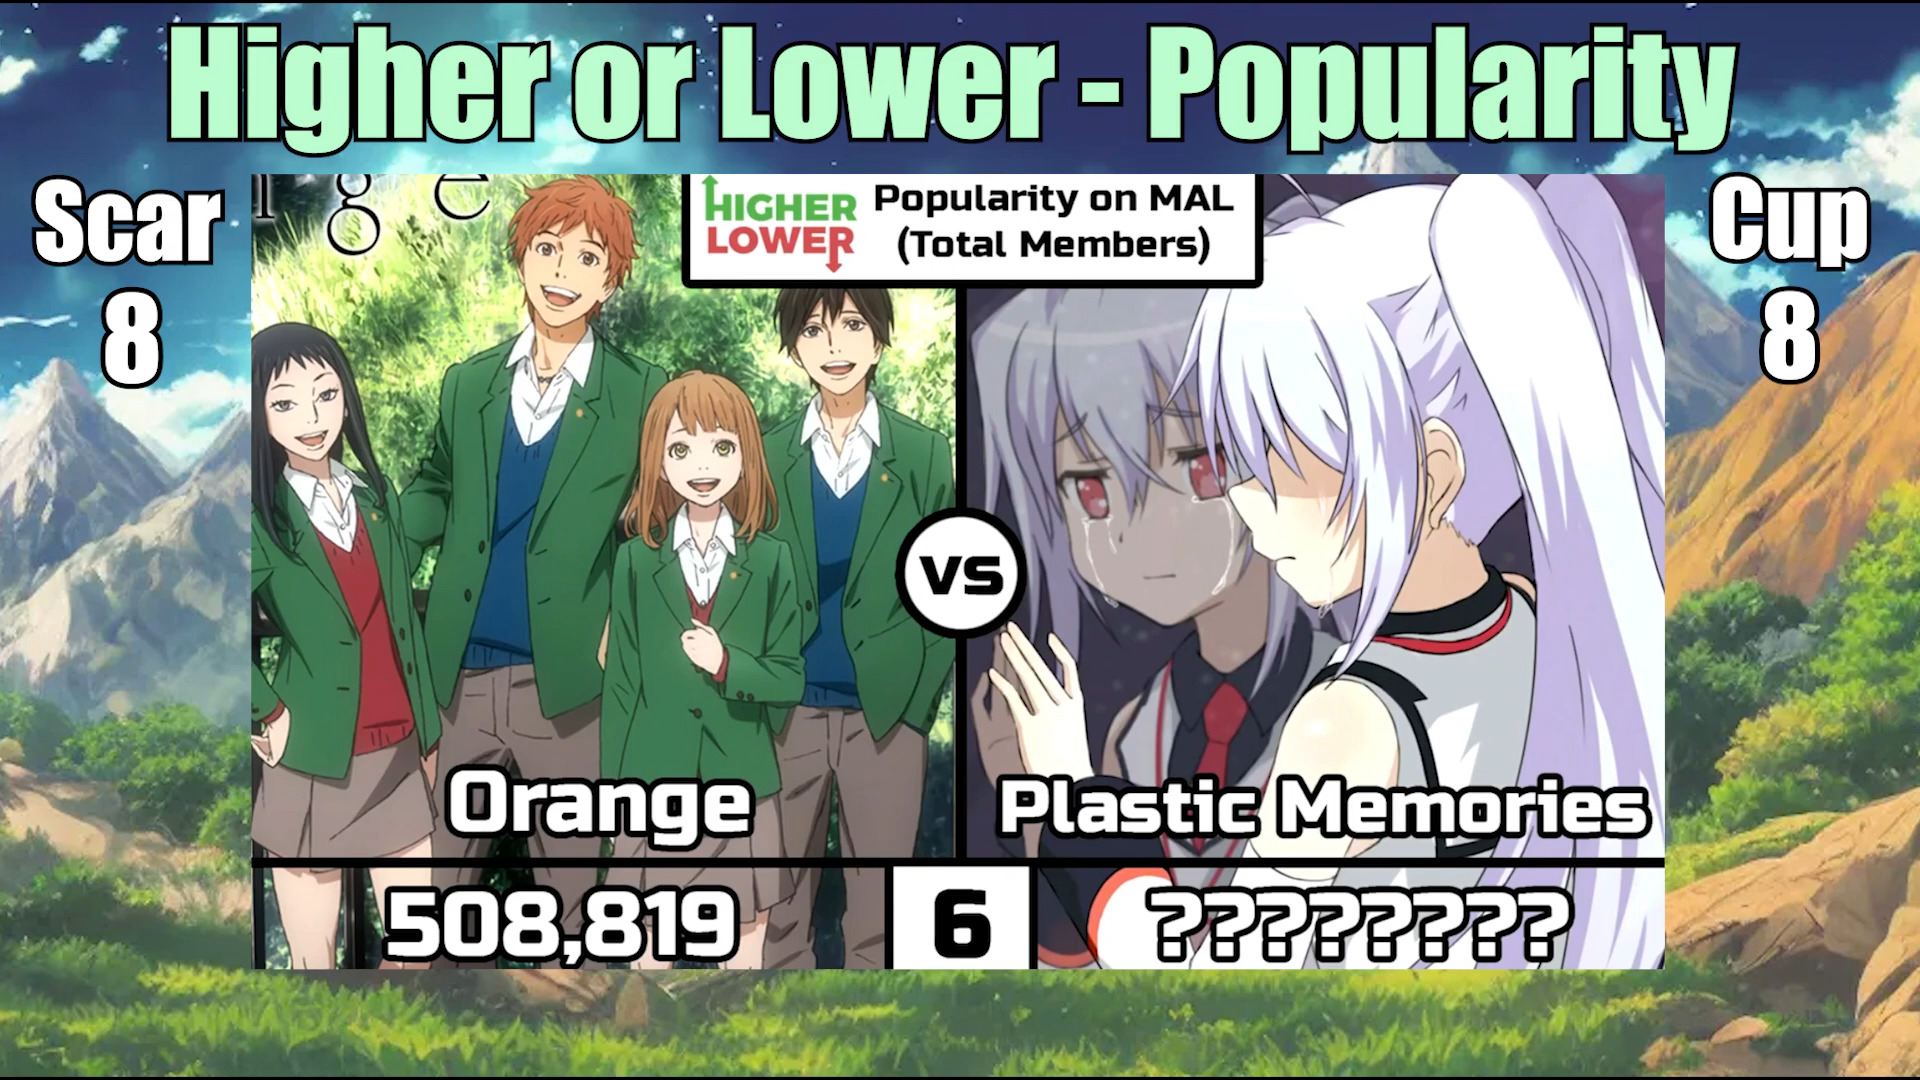 Higher or Lower - Popularity
Scar
8
Cup
8
ge
HIGHER
LOWER
Popularity on MAL
(Total Members)
VS
Orange
Plastic Memories
508,819
6
????????